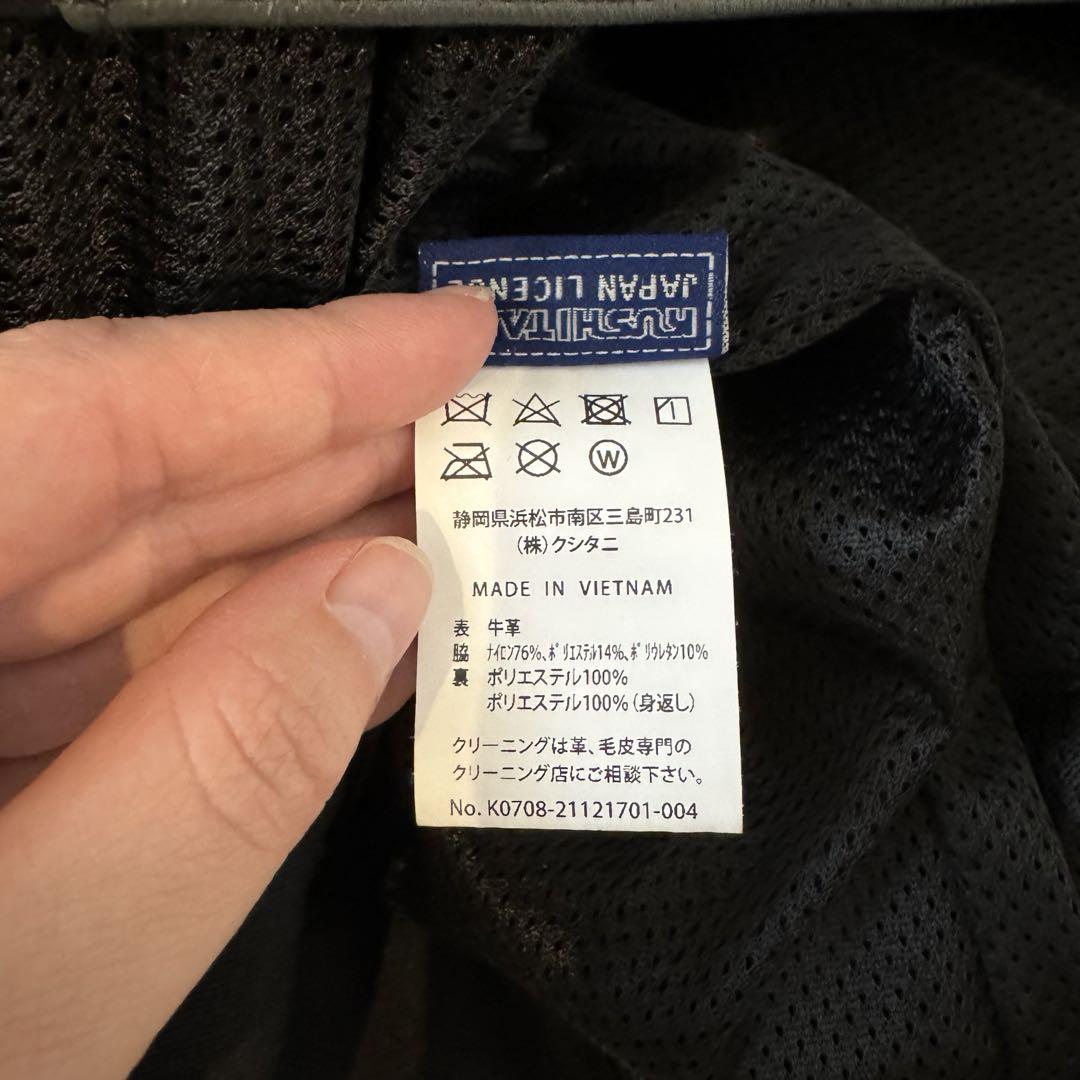 JAPAN LICENSE
静岡県浜松市南区三島町231
(株)クシタニ
MADE IN VIETNAM
表 牛革
脇 ナイロン76%、ポリエステル14%、ポリウレタン10%
裏 ポリエステル100%
ポリエステル100%(身返し)
クリーニングは革、毛皮専門の
クリーニング店にご相談下さい。
No. K0708-21121701-004
W